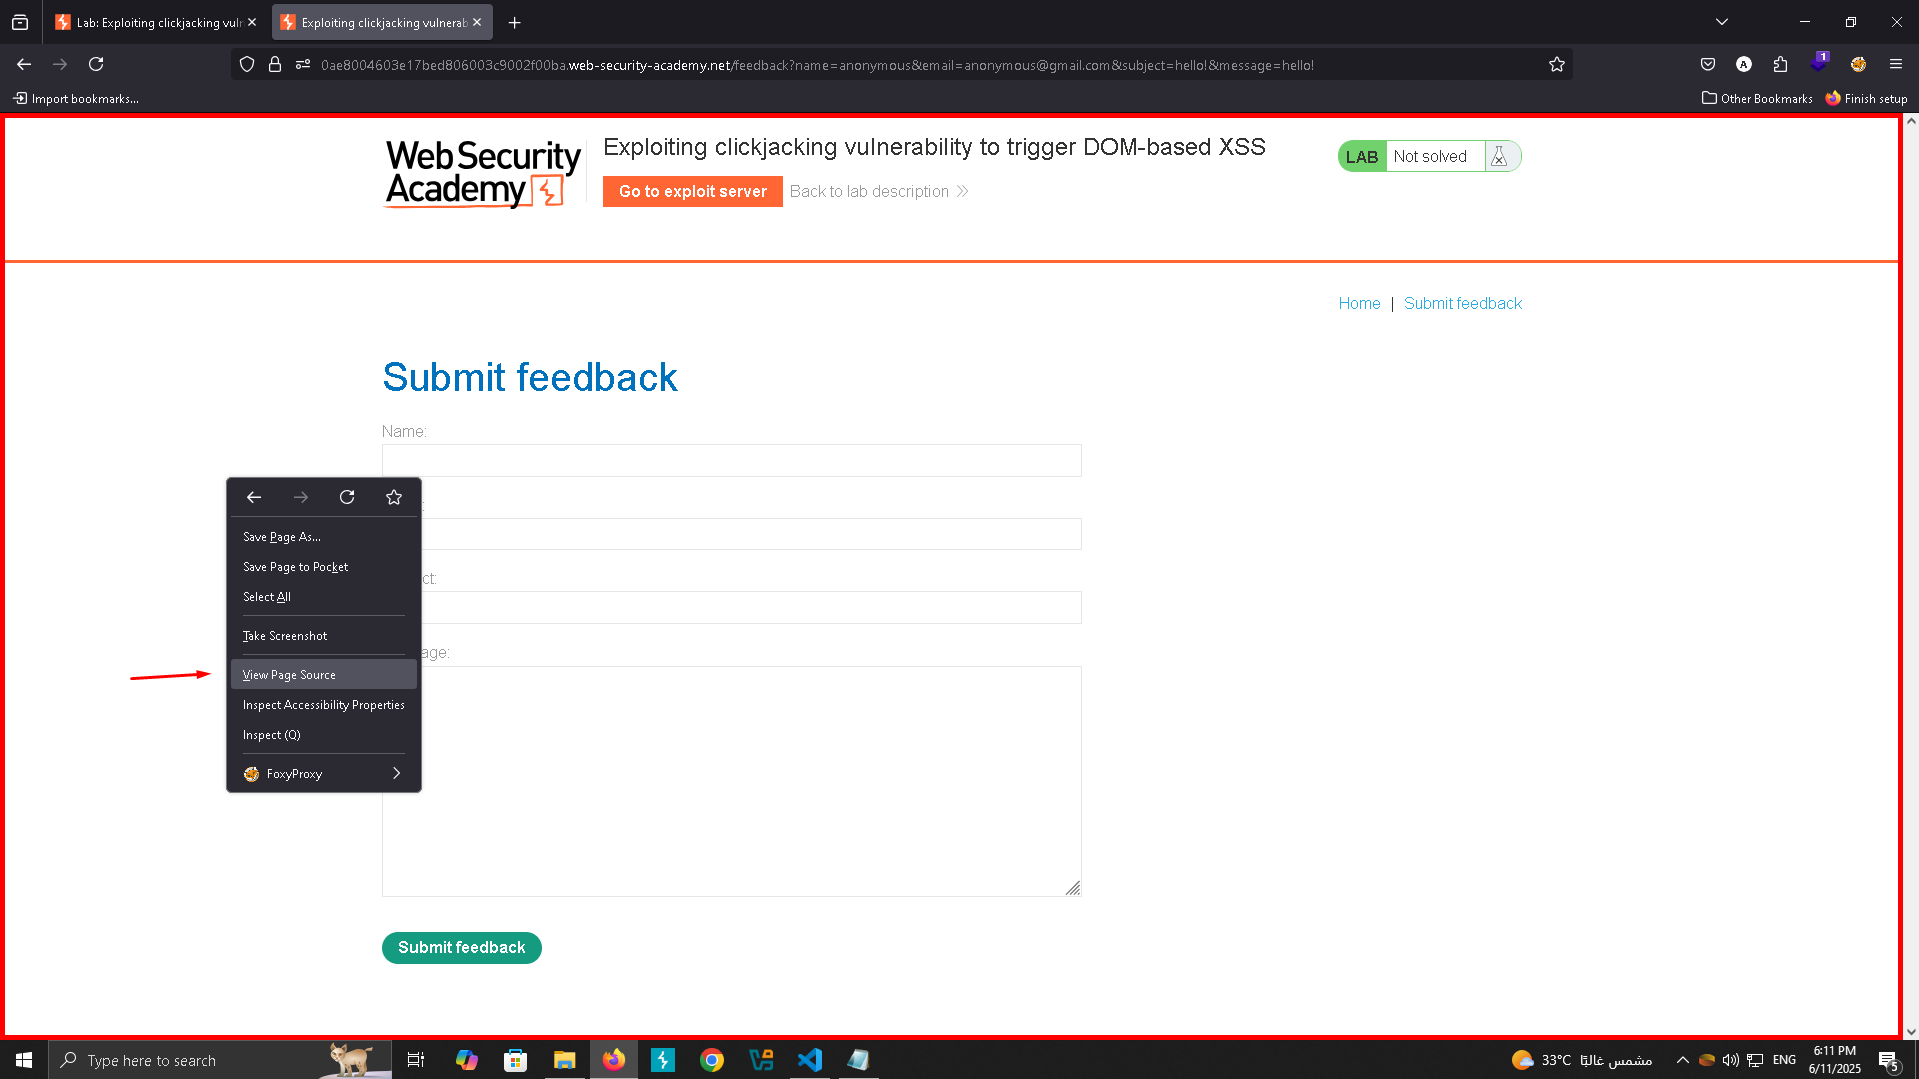 Lab: Exploiting clickjacking vuln
Exploiting clickjacking vulnerab
0ae8004603e17bed806003c9002f00ba.web-security-academy.net/feedback?name=anonymous&email=anonymous@gmail.com&subject=hello!&message=hello!
A
1
Import bookmarks...
Other Bookmarks
Finish setup
Web Security
Academy
Exploiting clickjacking vulnerability to trigger DOM-based XSS
Go to exploit server
Back to lab description
LAB
Not solved
Home | Submit feedback
Submit feedback
Name:
:
ct:
age:
Save Page As...
Save Page to Pocket
Select All
Take Screenshot
View Page Source
Inspect Accessibility Properties
Inspect (Q)
FoxyProxy
Submit feedback
Type here to search
33°C مشمس غالبًا
ENG
6:11 PM
6/11/2025
5